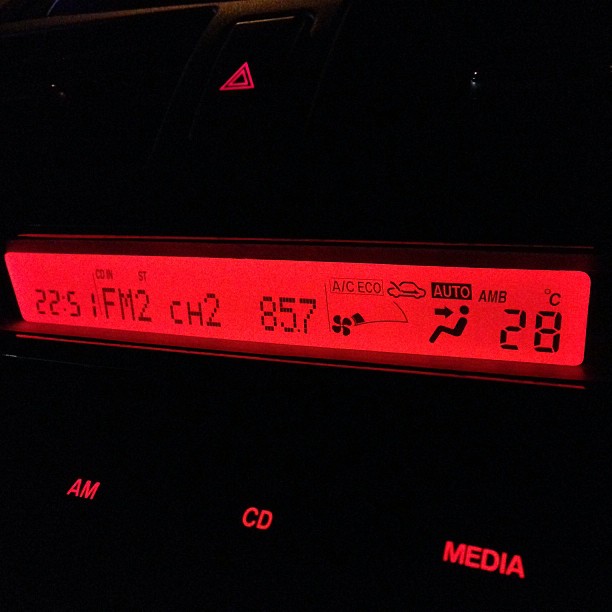 CD IN ST
22:51 FM2 CH2 85.7 A/C ECO AUTO AMB 28 °C
AM
CD
MEDIA